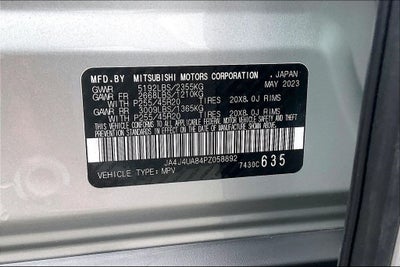 MFD.BY MITSUBISHI MOTORS CORPORATION , JAPAN
GVWR 5192LBS/2355KG MAY 2023
GAWR FR 2668LBS/1210KG
WITH P255/45R20 TIRES 20X8.0J RIMS
GAWR RR 3009LBS/1365KG
WITH P255/45R20 TIRES 20X8.0J RIMS
THIS VEHICLE CONFORMS TO ALL APPLICABLE
FEDERAL MOTOR VEHICLE SAFETY AND
THEFT PREVENTION STANDARDS IN EFFECT ON
THE DATE OF MANUFACTURE SHOWN ABOVE.
JA4J4UA84PZ058892 7430C635
VEHICLE TYPE: MPV